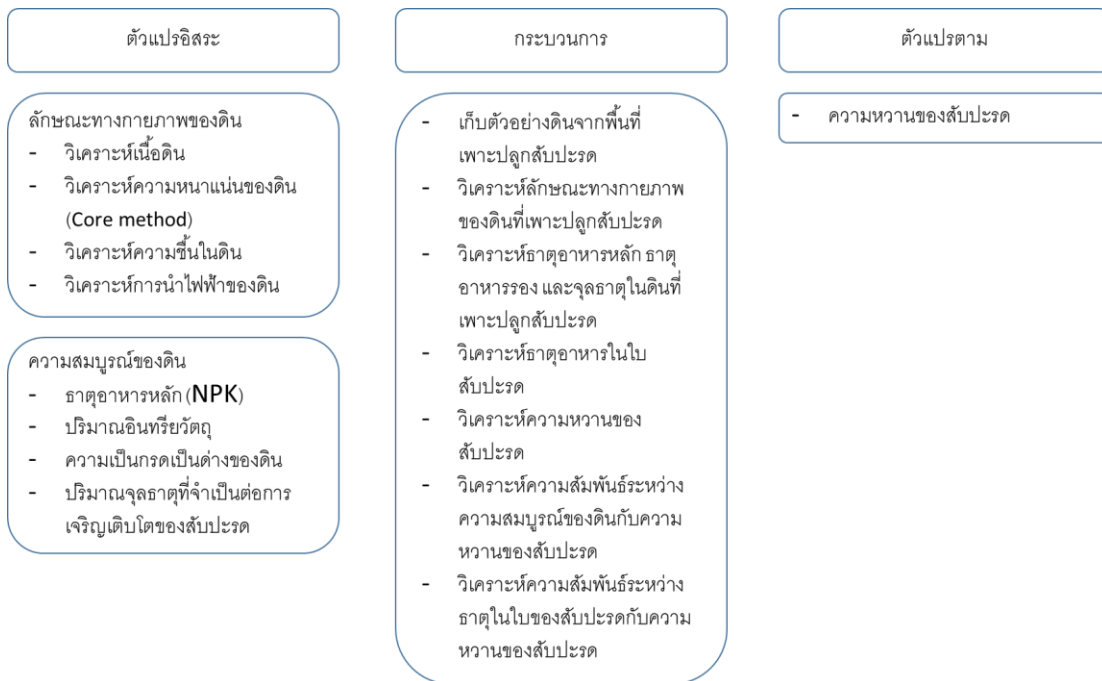 ตัวแปรอิสระ
ลักษณะทางกายภาพของดิน
- วิเคราะห์เนื้อดิน
- วิเคราะห์ความหนาแน่นของดิน
(Core method)
- วิเคราะห์ความชื้นในดิน
- วิเคราะห์การนำไฟฟ้าของดิน
ความสมบูรณ์ของดิน
- ธาตุอาหารหลัก (NPK)
- ปริมาณอินทรียวัตถุ
- ความเป็นกรดเป็นด่างของดิน
- ปริมาณจุลธาตุที่จำเป็นต่อการ
เจริญเติบโตของสับปะรด
กระบวนการ
- เก็บตัวอย่างดินจากพื้นที่
เพาะปลูกสับปะรด
- วิเคราะห์ลักษณะทางกายภาพ
ของดินที่เพาะปลูกสับปะรด
- วิเคราะห์ธาตุอาหารหลัก ธาตุ
อาหารรอง และจุลธาตุในดินที่
เพาะปลูกสับปะรด
- วิเคราะห์ธาตุอาหารในใบ
สับปะรด
- วิเคราะห์ความหวานของ
สับปะรด
- วิเคราะห์ความสัมพันธ์ระหว่าง
ความสมบูรณ์ของดินกับความ
หวานของสับปะรด
- วิเคราะห์ความสัมพันธ์ระหว่าง
ธาตุในใบของสับปะรดกับความ
หวานของสับปะรด
ตัวแปรตาม
- ความหวานของสับปะรด